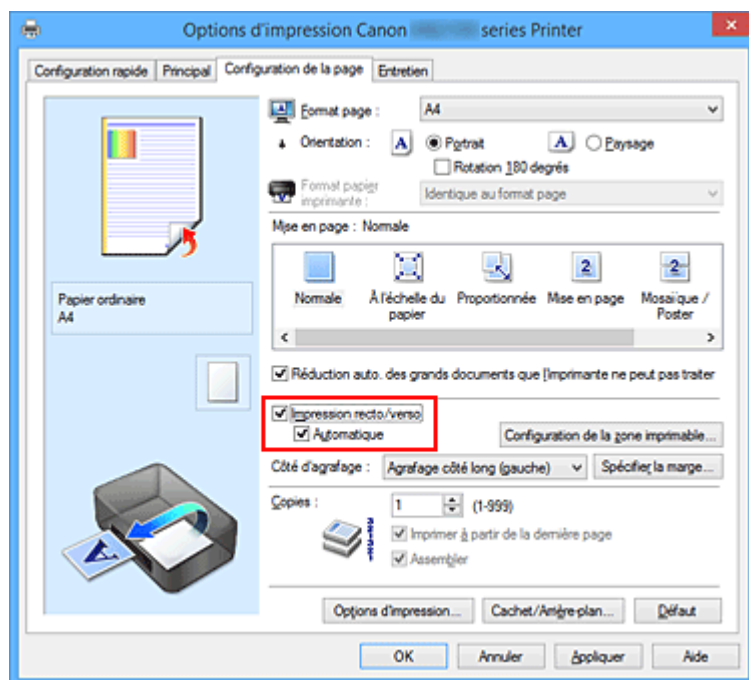 Options d'impression Canon series Printer
Configuration rapide Principal Configuration de la page Entretien
Format page : A4
Orientation : A Portrait A Paysage
Rotation 180 degrés
Format papier
imprimante : Identique au format page
Mise en page : Normale
2 2
Normale À l'échelle du Proportionnée Mise en page Mosaïque /
papier Poster
Papier ordinaire
A4
Réduction auto. des grands documents que l'imprimante ne peut pas traiter
Impression recto/verso
Automatique Configuration de la zone imprimable...
Côté d'agrafage : Agrafage côté long (gauche) Spécifier la marge...
Copies : 1 (1-999)
Imprimer à partir de la dernière page
Assembler
A
Options d'impression... Cachet/Arrière-plan... Défaut
OK Annuler Appliquer Aide